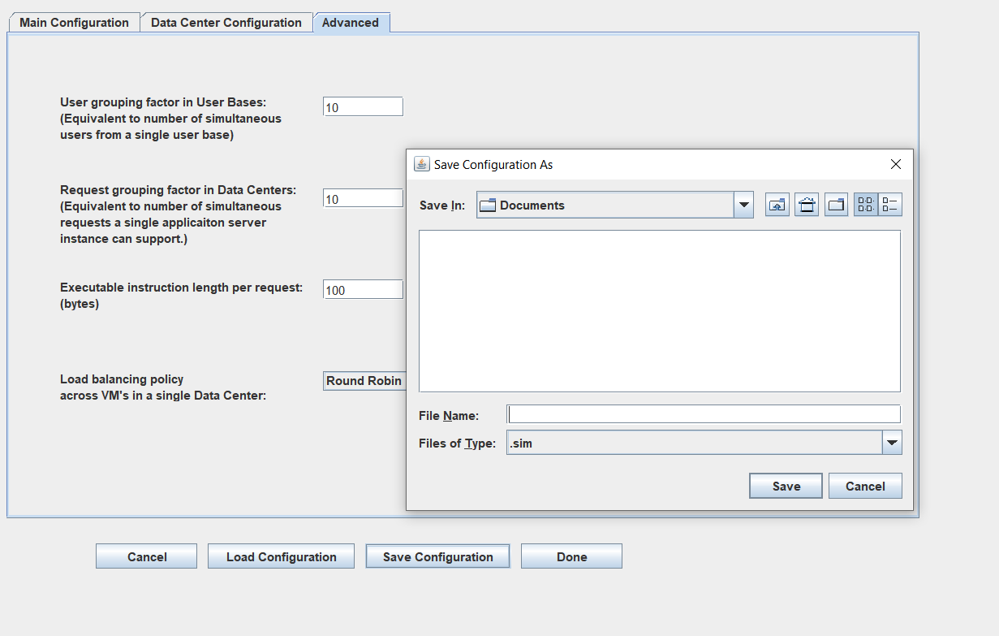 Main Configuration
Data Center Configuration
Advanced
User grouping factor in User Bases:
(Equivalent to number of simultaneous
users from a single user base)
10
Request grouping factor in Data Centers:
(Equivalent to number of simultaneous
requests a single applicaiton server
instance can support.)
10
Executable instruction length per request:
(bytes)
100
Load balancing policy
across VM's in a single Data Center:
Round Robin
Save Configuration As
Save In:
Documents
File Name:
Files of Type:
.sim
Save
Cancel
Cancel
Load Configuration
Save Configuration
Done